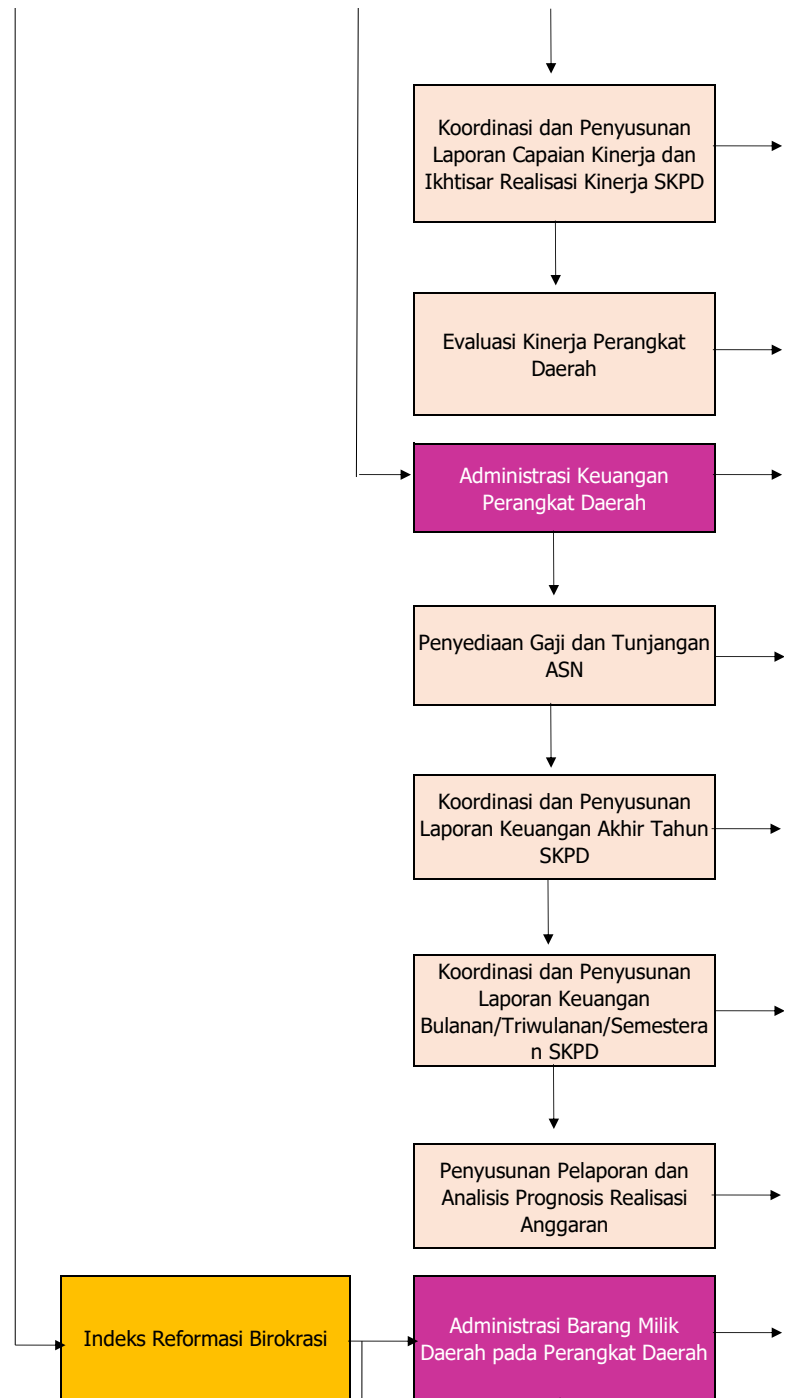 Koordinasi dan Penyusunan
Laporan Capaian Kinerja dan
Ikhtisar Realisasi Kinerja SKPD
Evaluasi Kinerja Perangkat
Daerah
Administrasi Keuangan
Perangkat Daerah
Penyediaan Gaji dan Tunjangan
ASN
Koordinasi dan Penyusunan
Laporan Keuangan Akhir Tahun
SKPD
Koordinasi dan Penyusunan
Laporan Keuangan
Bulanan/Triwulanan/Semestera
n SKPD
Penyusunan Pelaporan dan
Analisis Prognosis Realisasi
Anggaran
Indeks Reformasi Birokrasi
Administrasi Barang Milik
Daerah pada Perangkat Daerah